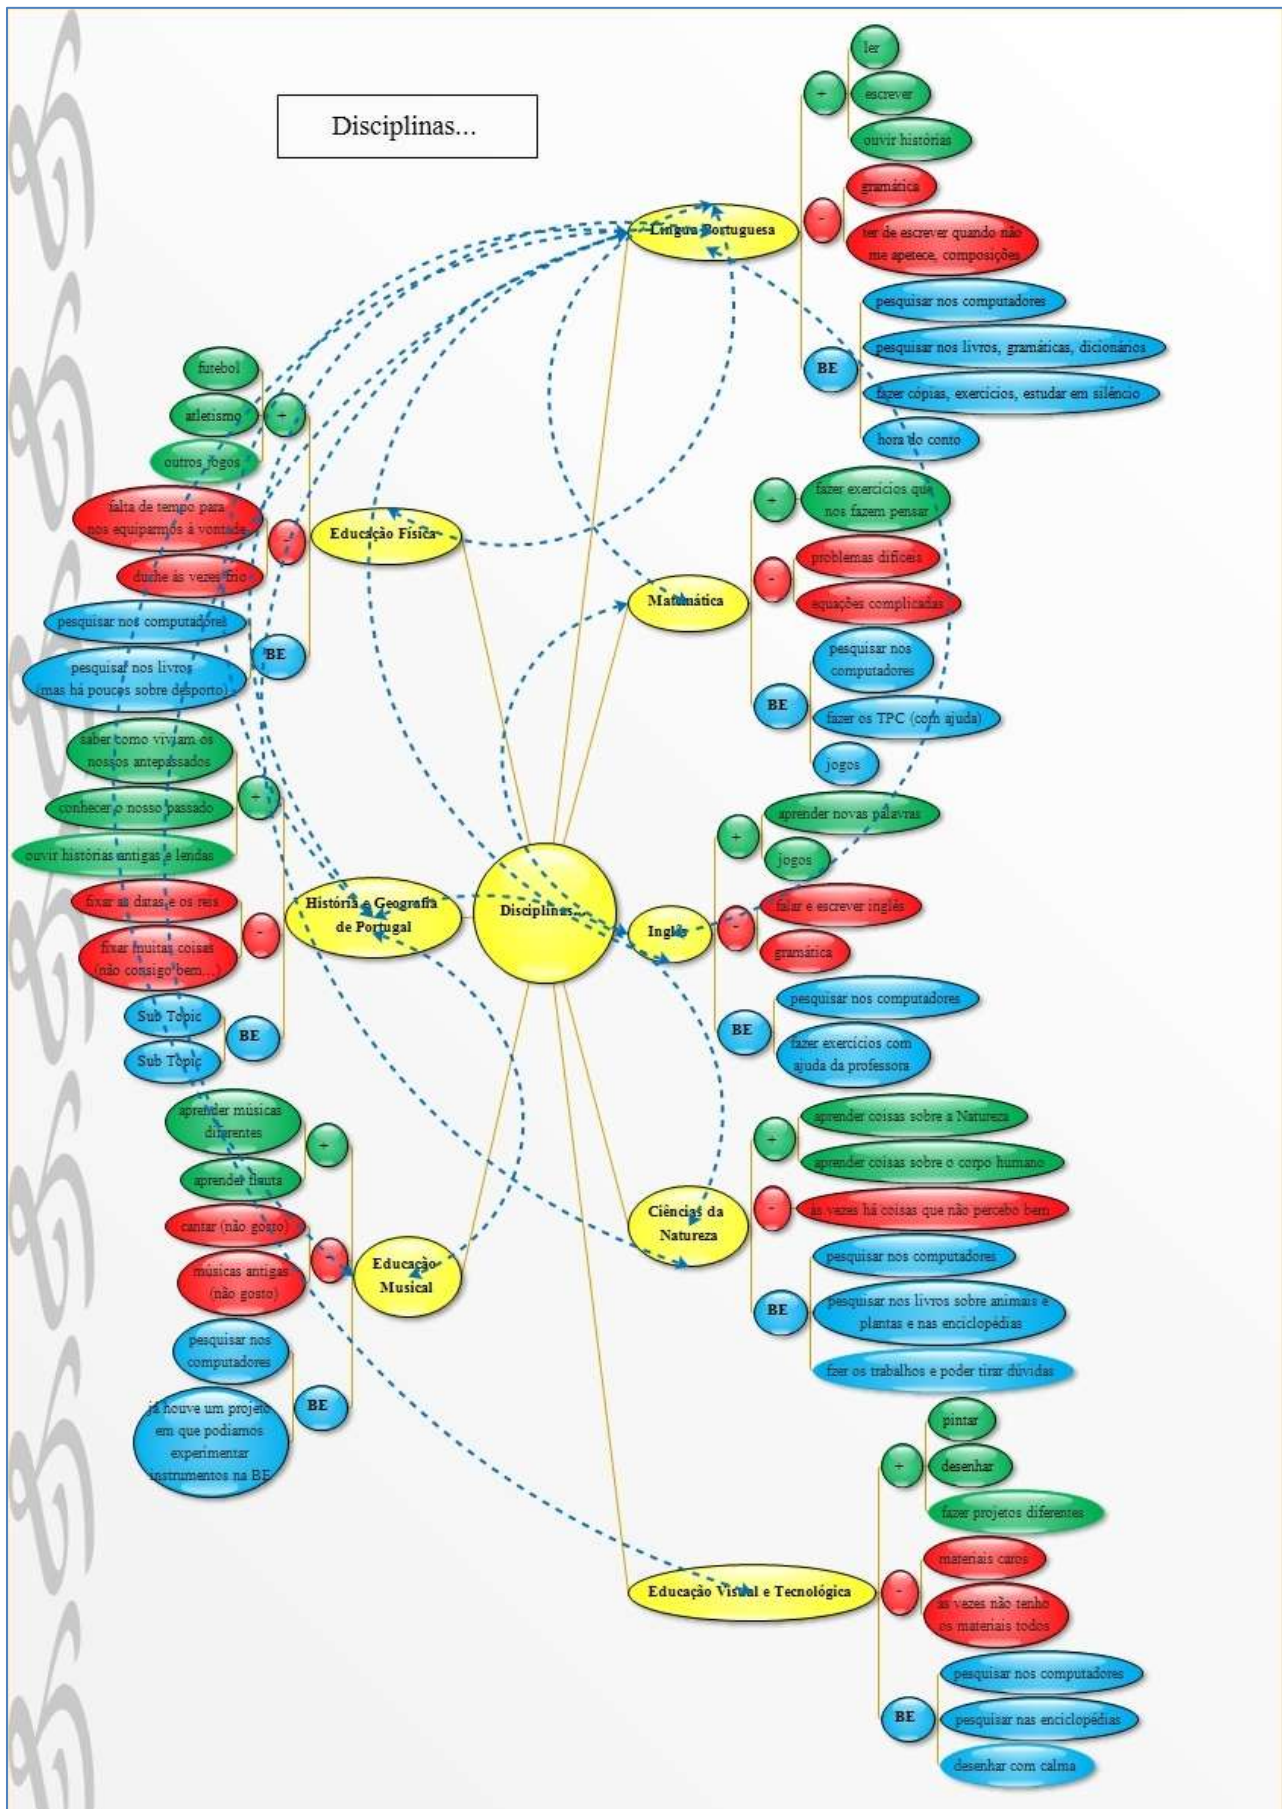 Disciplinas...
Língua Portuguesa
+
ler
escrever
ouvir histórias
-
gramática
ter de escrever quando não
me apetece, composições
BE
pesquisar nos computadores
pesquisar nos livros, gramáticas, dicionários
fazer cópias, exercícios, estudar em silêncio
hora do conto
Matemática
+
fazer exercícios que
nos fazem pensar
-
problemas difíceis
equações complicadas
BE
pesquisar nos
computadores
fazer os TPC (com ajuda)
jogos
Disciplinas...
Inglês
+
aprender novas palavras
jogos
-
falar e escrever inglês
gramática
BE
pesquisar nos computadores
fazer exercícios com
ajuda da professora
Ciências da
Natureza
+
aprender coisas sobre a Natureza
aprender coisas sobre o corpo humano
-
às vezes há coisas que não percebo bem
BE
pesquisar nos computadores
pesquisar nos livros sobre animais e
plantas e nas enciclopédias
fzer os trabalhos e poder tirar dúvidas
Educação Visual e Tecnológica
+
pintar
desenhar
fazer projetos diferentes
-
materiais caros
às vezes não tenho
os materiais todos
BE
pesquisar nos computadores
pesquisar nas enciclopédias
desenhar com calma
Educação Física
+
futebol
atletismo
outros jogos
-
falta de tempo para
nos equiparmos à vontade
duche às vezes frio
BE
pesquisar nos computadores
pesquisar nos livros
(mas há poucos sobre desporto)
História e Geografia
de Portugal
+
saber como viviam os
nossos antepassados
conhecer o nosso passado
ouvir histórias antigas e lendas
-
fixar as datas e os reis
fixar muitas coisas
(não consigo bem...)
BE
Sub Topic
Sub Topic
Educação
Musical
+
aprender músicas
diferentes
aprender flauta
-
cantar (não gosto)
músicas antigas
(não gosto)
BE
pesquisar nos
computadores
já houve um projeto
em que podíamos
experimentar
instrumentos na BE